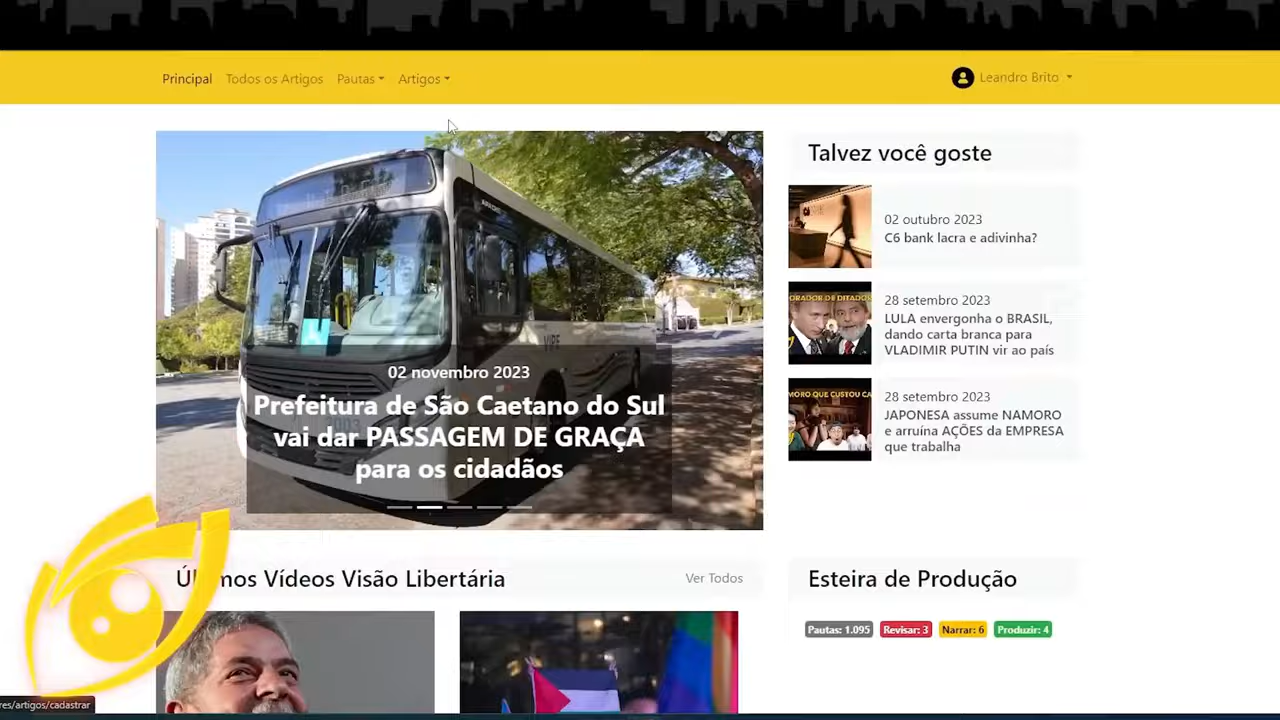 Principal Todos os Artigos Pautas Artigos Leandro Brito
02 novembro 2023
Prefeitura de São Caetano do Sul
vai dar PASSAGEM DE GRAÇA
para os cidadãos
Talvez você goste
02 outubro 2023
C6 bank lacra e adivinha?
28 setembro 2023
LULA envergonha o BRASIL,
dando carta branca para
VLADIMIR PUTIN vir ao país
28 setembro 2023
JAPONESA assume NAMORO
e arruína AÇÕES da EMPRESA
que trabalha
Últimos Vídeos Visão Libertária Ver Todos
Esteira de Produção
Pautas: 1.095 Revisar: 3 Narrar: 6 Produzir: 4
res/artigos/cadastrar